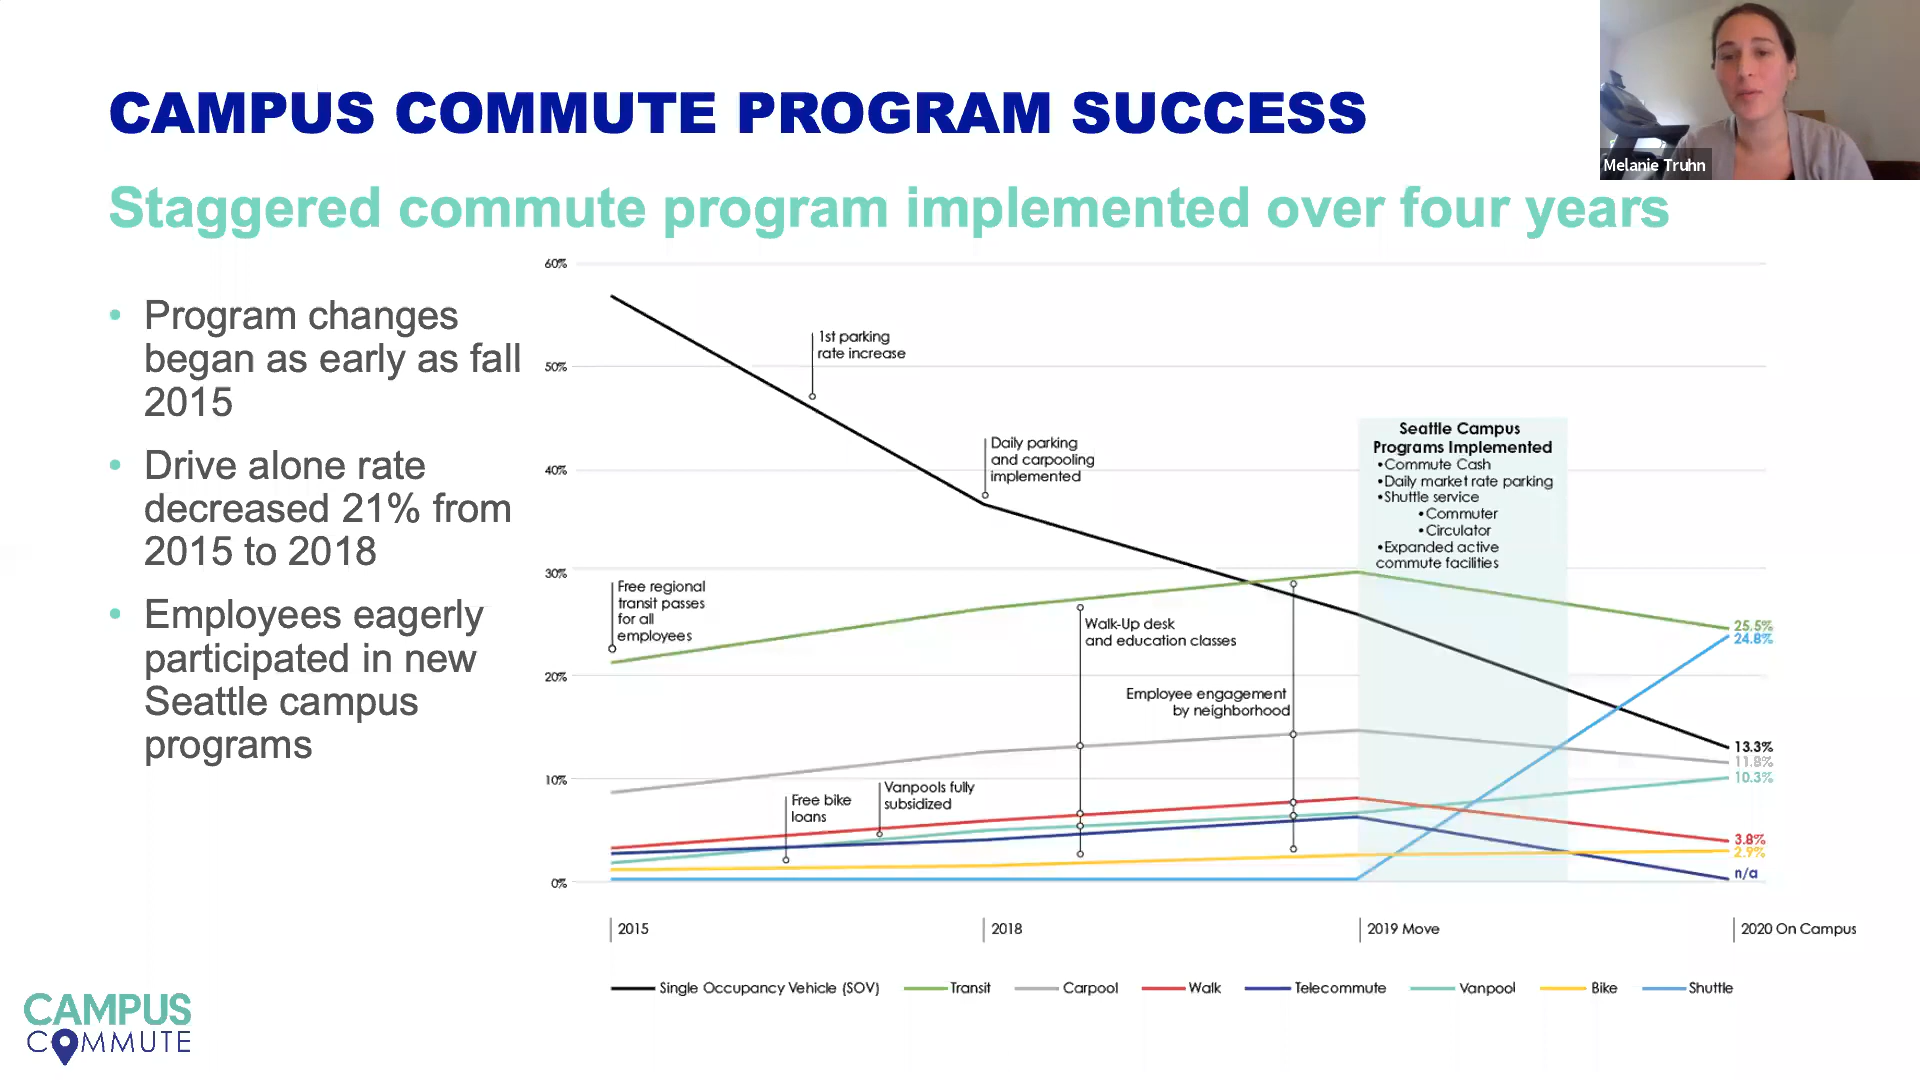 Melanie Truhn
CAMPUS COMMUTE PROGRAM SUCCESS
Staggered commute program implemented over four years
• Program changes
began as early as fall
2015
• Drive alone rate
decreased 21% from
2015 to 2018
• Employees eagerly
participated in new
Seattle campus
programs
60%
50%
40%
30%
20%
10%
0%
1st parking
rate increase
Daily parking
and carpooling
implemented
Free regional
transit passes
for all
employees
Walk-Up desk
and education classes
Employee engagement
by neighborhood
Free bike
loans
Vanpools fully
subsidized
Seattle Campus
Programs Implemented
•Commute Cash
•Daily market rate parking
•Shuttle service
•Commuter
•Circulator
•Expanded active
commute facilities
25.5%
24.8%
13.3%
11.8%
10.3%
3.8%
2.9%
n/a
2015
2018
2019 Move
2020 On Campus
Single Occupancy Vehicle (SOV)
Transit
Carpool
Walk
Telecommute
Vanpool
Bike
Shuttle
CAMPUS
COMMUTE